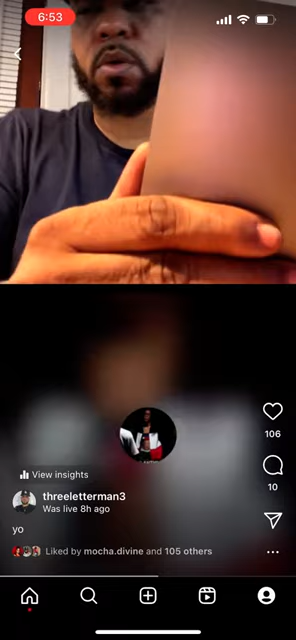 6:53
106
10
View insights
threeletterman3
Was live 8h ago
yo
Liked by mocha.divine and 105 others